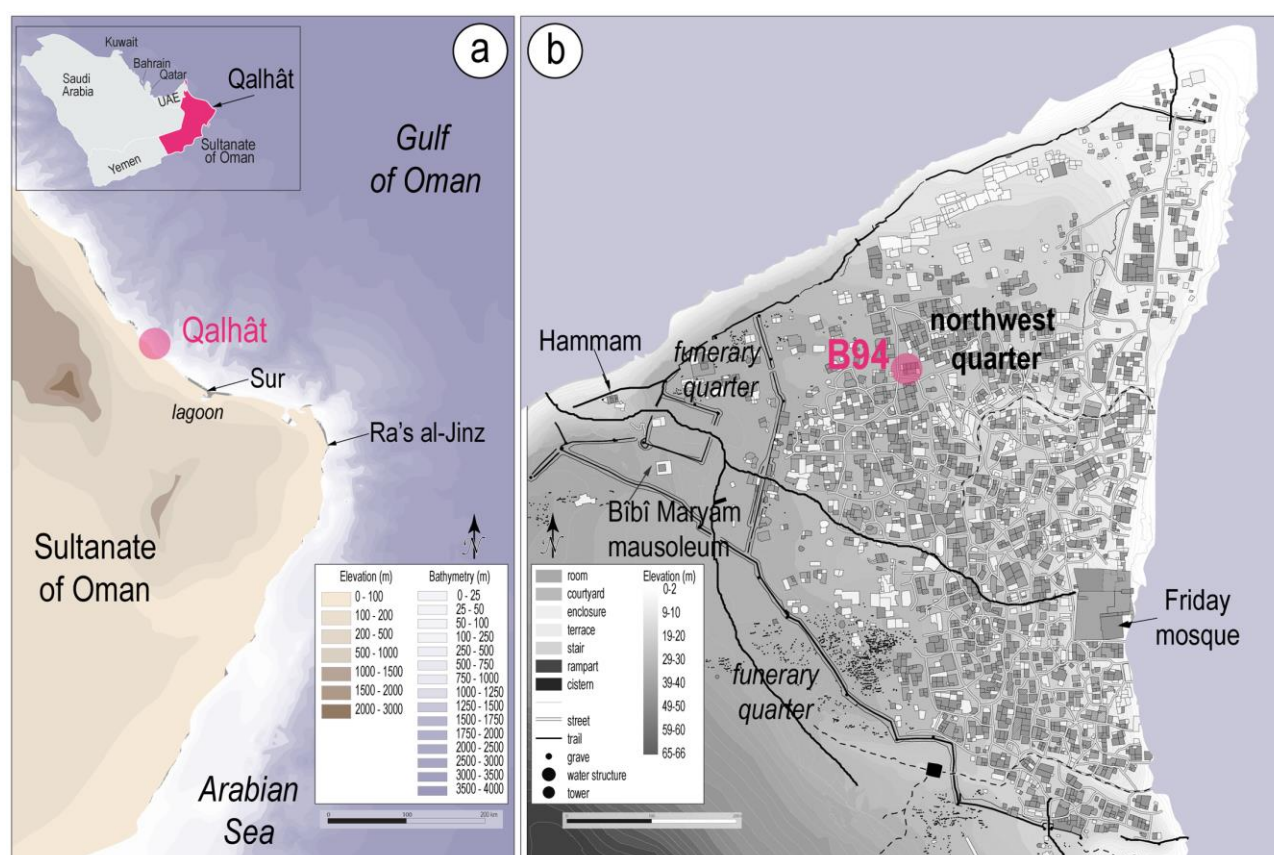 a
Kuwait
Bahrain
Qatar
Saudi
Arabia
UAE
Qalhât
Sultanate
of Oman
Yemen
Gulf
of Oman
Qalhât
Sur
lagoon
Ra's al-Jinz
Sultanate
of Oman
Arabian
Sea
N
Elevation (m)
0 - 100
100 - 200
200 - 500
500 - 1000
1000 - 1500
1500 - 2000
2000 - 3000
Bathymetry (m)
0 - 25
25 - 50
50 - 100
100 - 250
250 - 500
500 - 750
750 - 1000
1000 - 1250
1250 - 1500
1500 - 1750
1750 - 2000
2000 - 2500
2500 - 3000
3000 - 3500
3500 - 4000
0
100
200 km
b
Hammam
funerary
quarter
B94
northwest
quarter
Bîbî Maryam
mausoleum
Friday
mosque
funerary
quarter
N
room
courtyard
enclosure
terrace
stair
rampart
cistern
street
trail
grave
water structure
tower
Elevation (m)
0-2
9-10
19-20
29-30
39-40
49-50
59-60
65-66